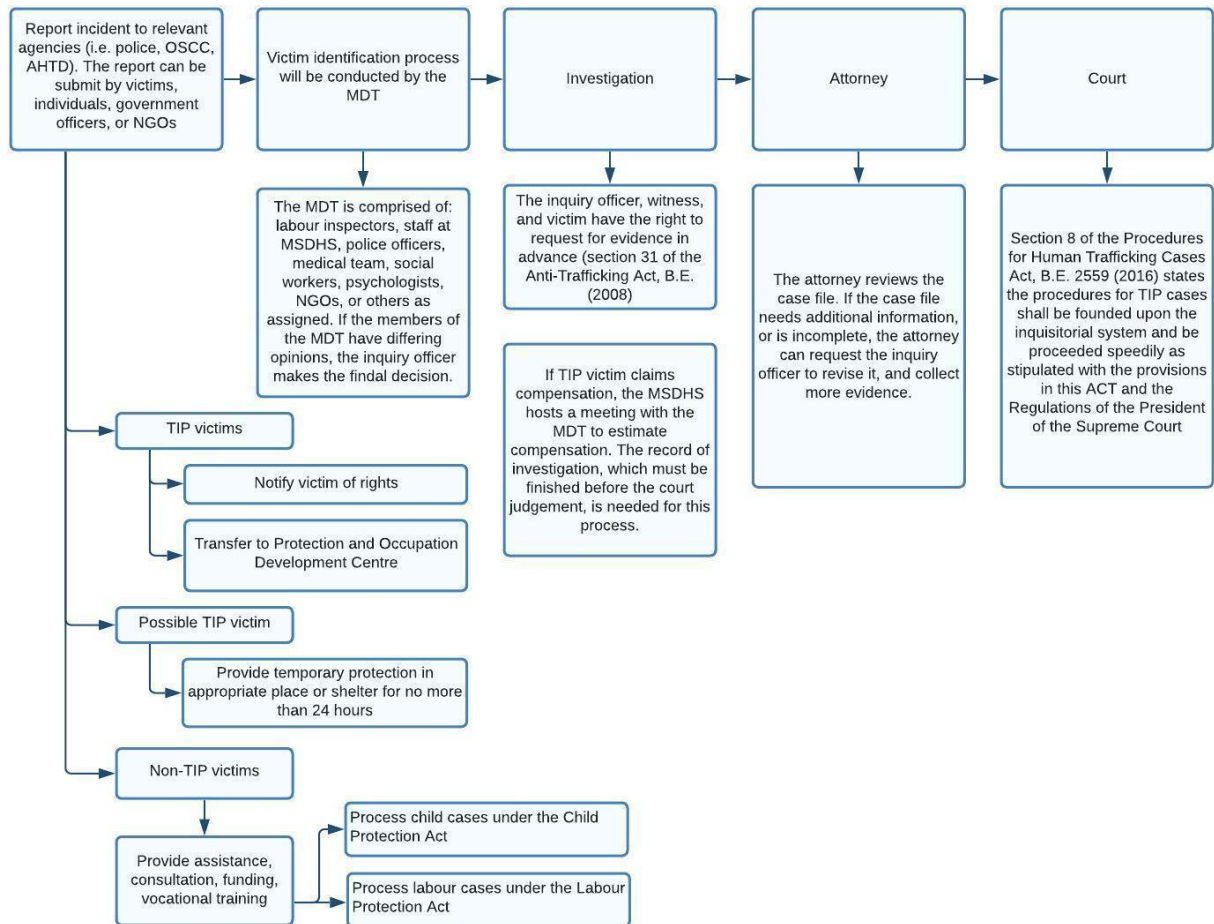 Report incident to relevant
agencies (i.e. police, OSCC,
AHTD). The report can be
submit by victims,
individuals, government
officers, or NGOs
Victim identification process
will be conducted by the
MDT
Investigation
Attorney
Court
The MDT is comprised of:
labour inspectors, staff at
MSDHS, police officers,
medical team, social
workers, psychologists,
NGOs, or others as
assigned. If the members of
the MDT have differing
opinions, the inquiry officer
makes the findal decision.
The inquiry officer, witness,
and victim have the right to
request for evidence in
advance (section 31 of the
Anti-Trafficking Act, B.E.
(2008)
If TIP victim claims
compensation, the MSDHS
hosts a meeting with the
MDT to estimate
compensation. The record of
investigation, which must be
finished before the court
judgement, is needed for this
process.
The attorney reviews the
case file. If the case file
needs additional information,
or is incomplete, the attorney
can request the inquiry
officer to revise it, and collect
more evidence.
Section 8 of the Procedures
for Human Trafficking Cases
Act, B.E. 2559 (2016) states
the procedures for TIP cases
shall be founded upon the
inquisitorial system and be
proceeded speedily as
stipulated with the provisions
in this ACT and the
Regulations of the President
of the Supreme Court
TIP victims
Notify victim of rights
Transfer to Protection and Occupation
Development Centre
Possible TIP victim
Provide temporary protection in
appropriate place or shelter for no more
than 24 hours
Non-TIP victims
Provide assistance,
consultation, funding,
vocational training
Process child cases under the Child
Protection Act
Process labour cases under the Labour
Protection Act